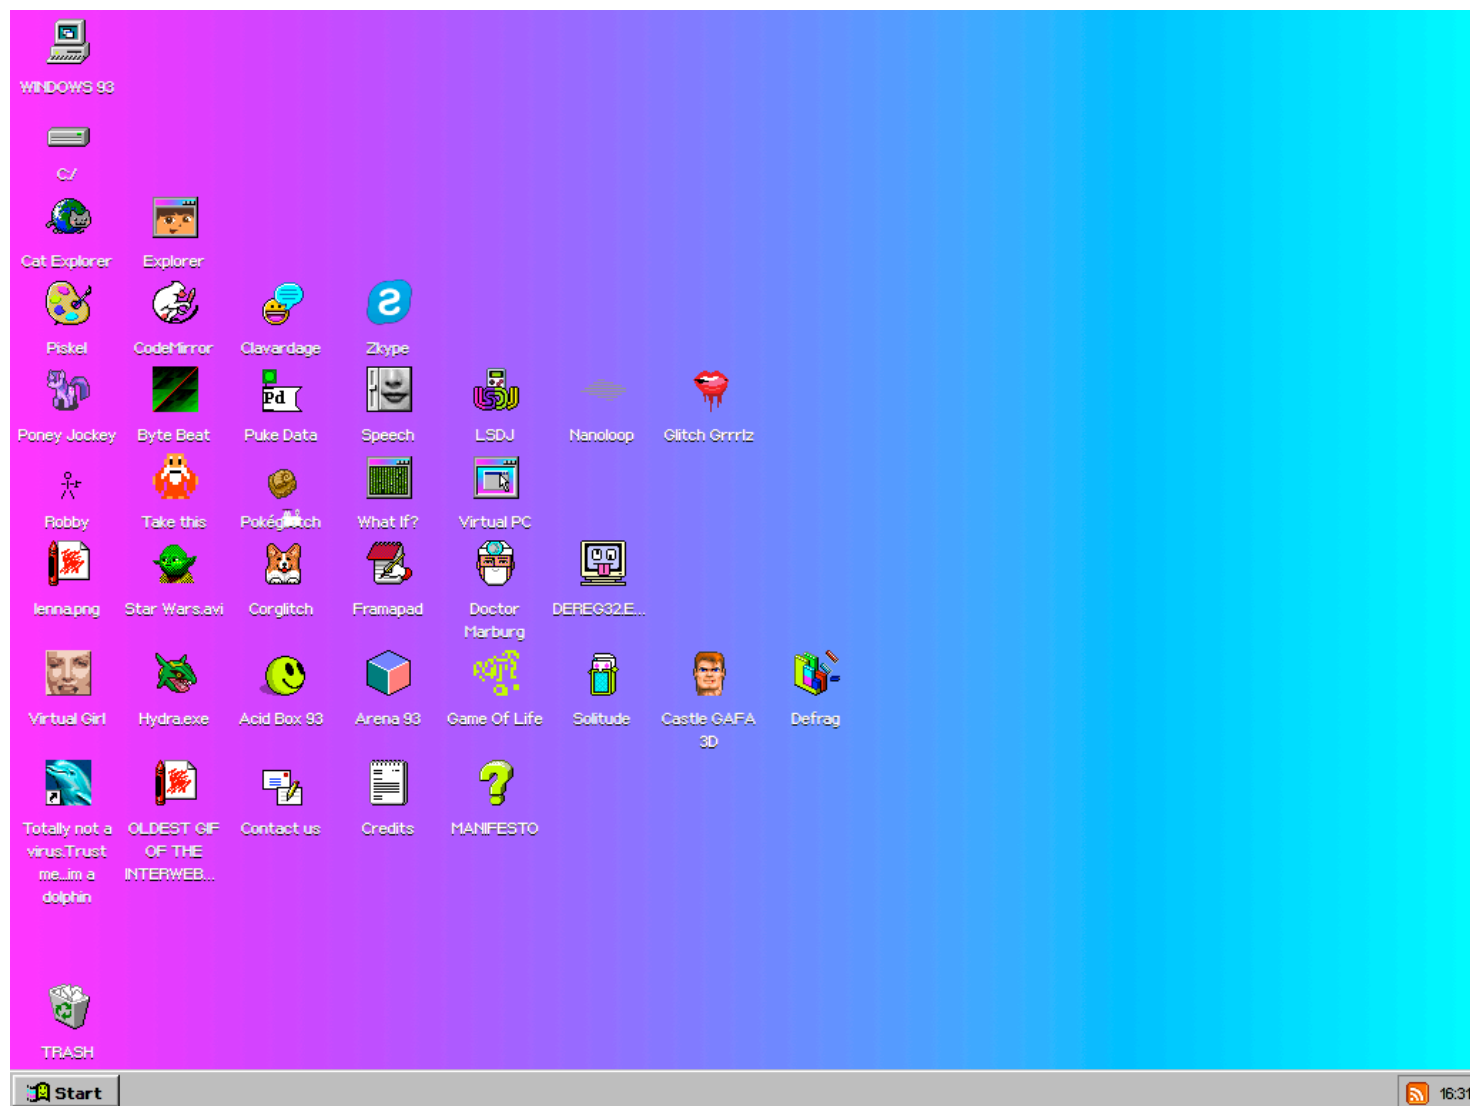 WINDOWS 93
C:/
Cat Explorer
Explorer
Piskel
CodeMirror
Clavardage
Zkype
Pd
LSDJ
Poney Jockey
Byte Beat
Puke Data
Speech
LSDJ
Nanoloop
Glitch Grrrlz
Robby
Take this
Pokéglitch
What If?
Virtual PC
lenna.png
Star Wars.avi
Corglitch
Framapad
Doctor
Marburg
DEREG32.E...
Virtual Girl
Hydra.exe
Acid Box 93
Arena 93
Game Of Life
Solitude
Castle GAFA
3D
Defrag
Totally not a
virus.Trust
me...im a
dolphin
OLDEST GIF
OF THE
INTERWEB...
Contact us
Credits
MANIFESTO
TRASH
Start
16:31